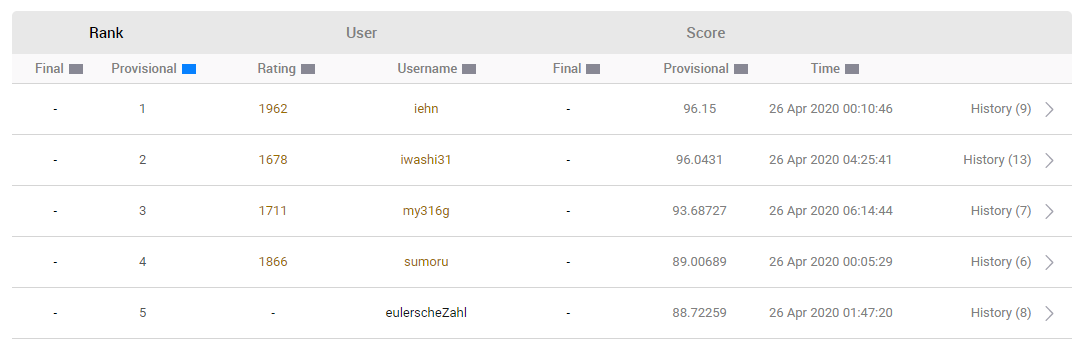 Rank User Score
Final Provisional Rating Username Final Provisional Time
- 1 1962 iehn - 96.15 26 Apr 2020 00:10:46 History (9)
- 2 1678 iwashi31 - 96.0431 26 Apr 2020 04:25:41 History (13)
- 3 1711 my316g - 93.68727 26 Apr 2020 06:14:44 History (7)
- 4 1866 sumoru - 89.00689 26 Apr 2020 00:05:29 History (6)
- 5 - eulerscheZahl - 88.72259 26 Apr 2020 01:47:20 History (8)